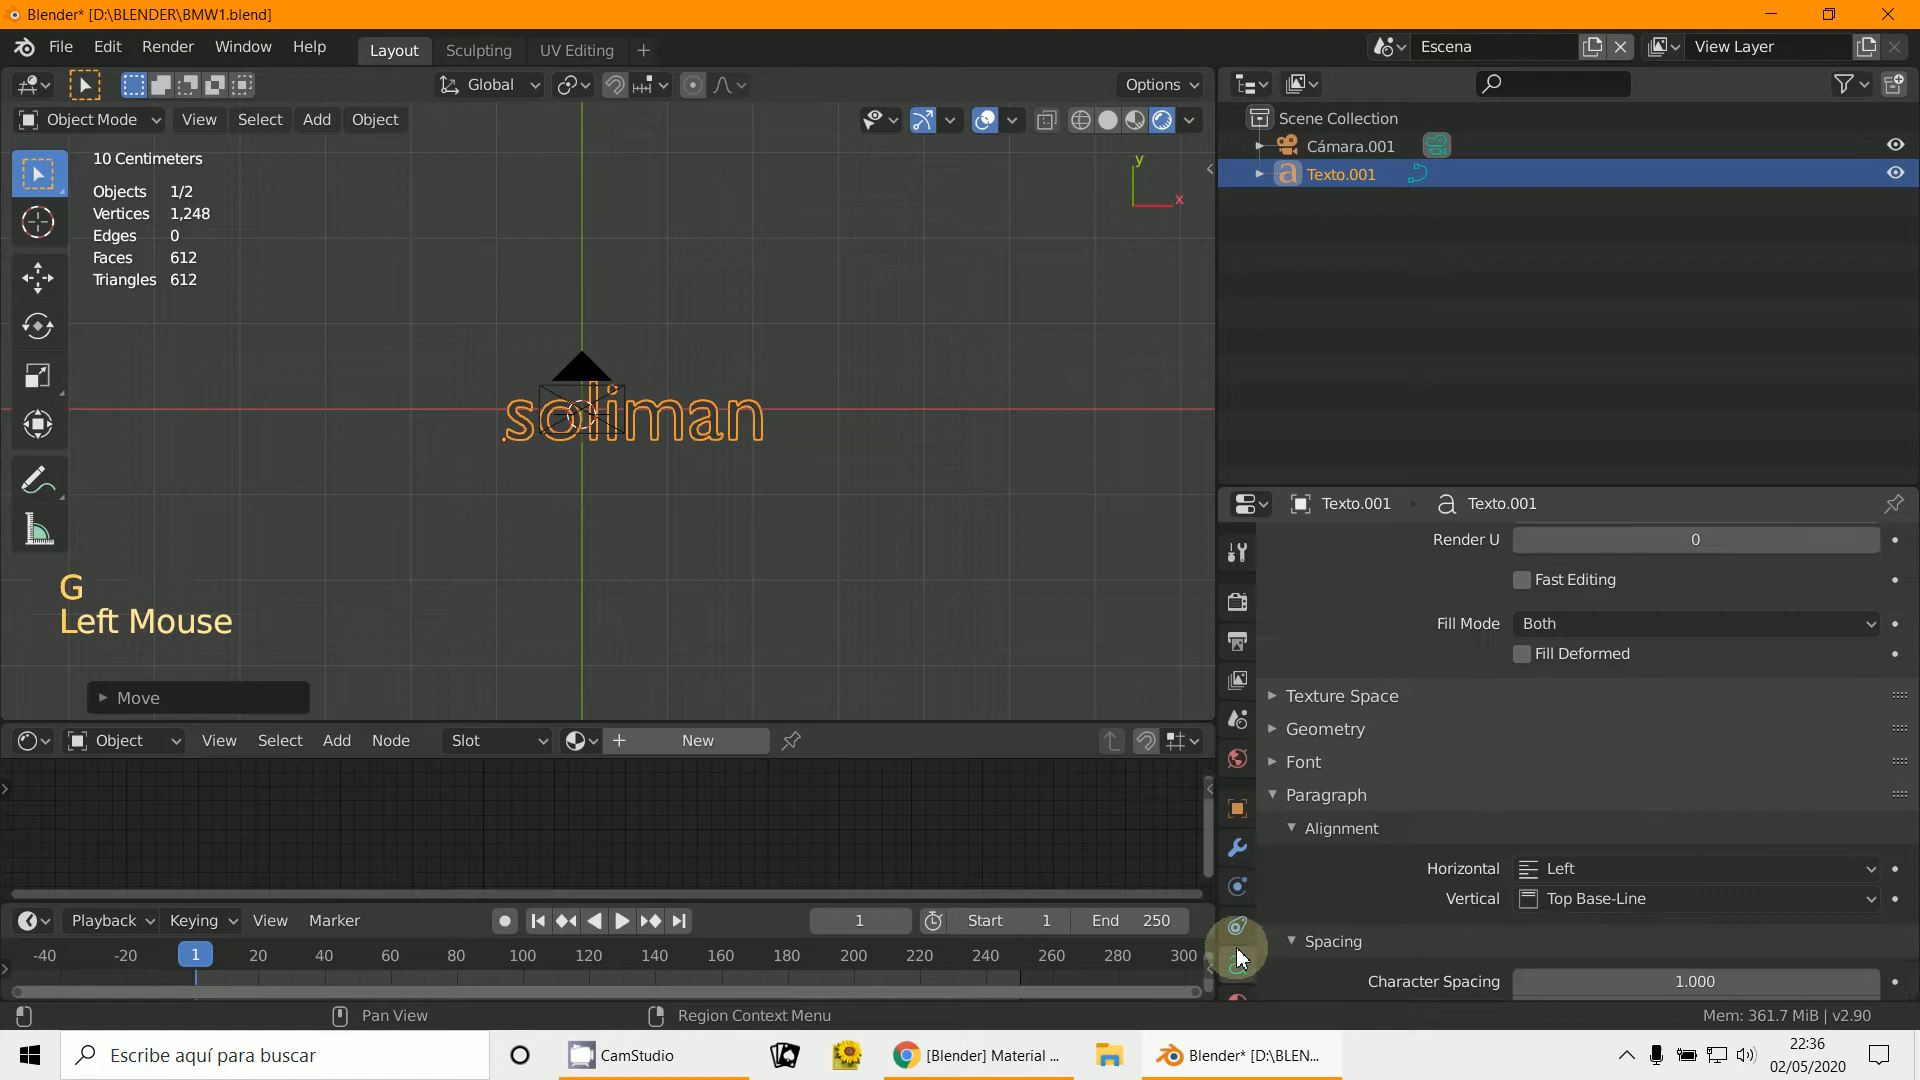 Blender* [D:\BLENDER\BMW1.blend]
File Edit Render Window Help Layout Sculpting UV Editing + Escena View Layer
Global Options
Object Mode View Select Add Object
Scene Collection
Cámara.001
Texto.001
10 Centimeters
Objects 1/2
Vertices 1,248
Edges 0
Faces 612
Triangles 612
y
x
soliman
G
Left Mouse
Move
Texto.001 Texto.001
Render U 0
Fast Editing
Fill Mode Both
Fill Deformed
Texture Space
Geometry
Font
Paragraph
Alignment
Horizontal Left
Vertical Top Base-Line
Spacing
Character Spacing 1.000
Object View Select Add Node Slot + New
Playback Keying View Marker 1 Start 1 End 250
-40 -20 1 20 40 60 80 100 120 140 160 180 200 220 240 260 280 300
Pan View Region Context Menu Mem: 361.7 MiB | v2.90
Escribe aquí para buscar CamStudio [Blender] Material ... Blender* [D:\BLEN... 22:36
02/05/2020